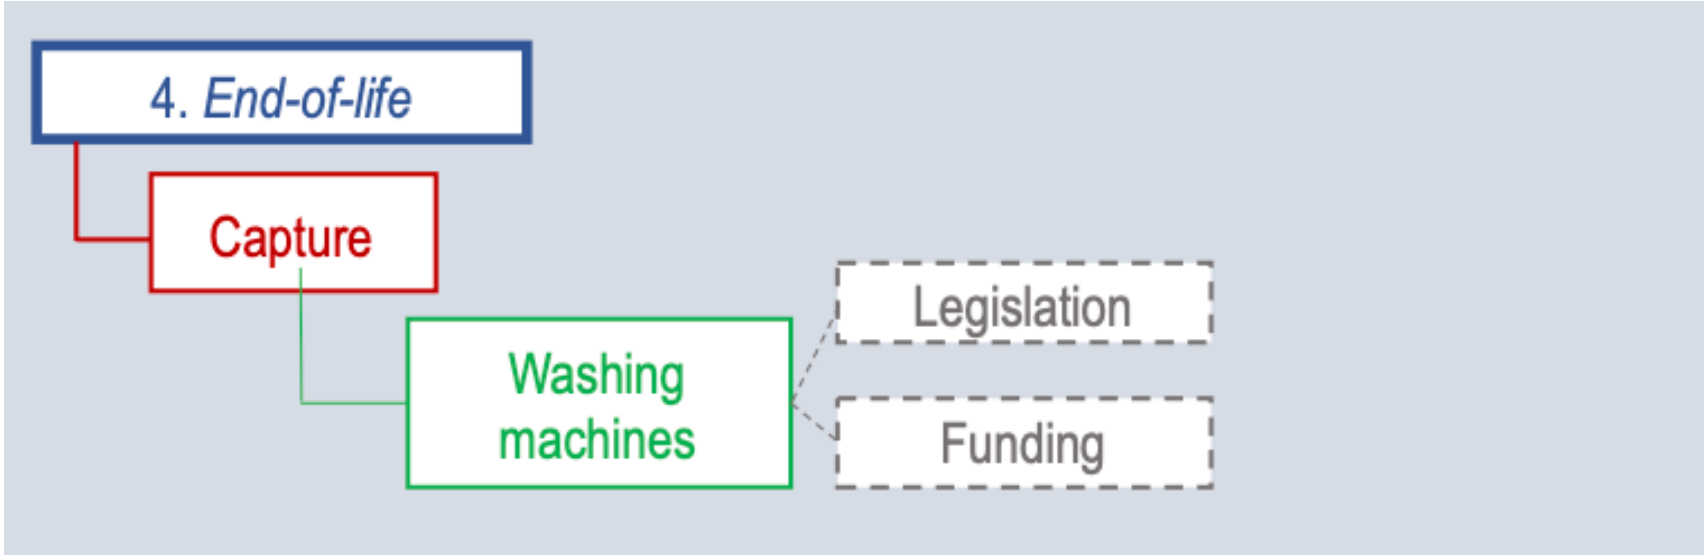 4. End-of-life
Capture
Washing
machines
Legislation
Funding